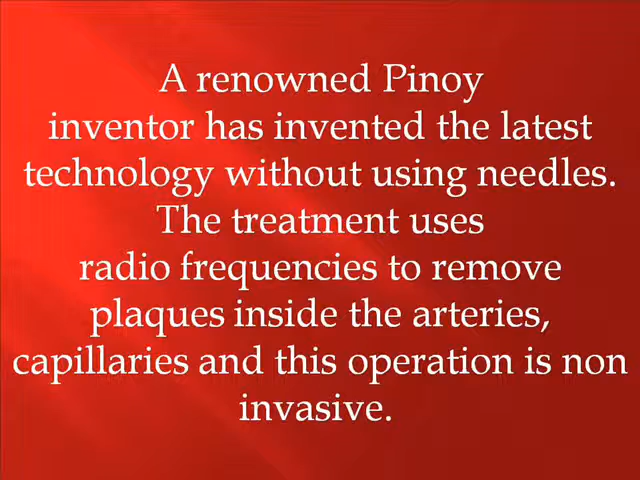 A renowned Pinoy
inventor has invented the latest
technology without using needles.
The treatment uses
radio frequencies to remove
plaques inside the arteries,
capillaries and this operation is non
invasive.